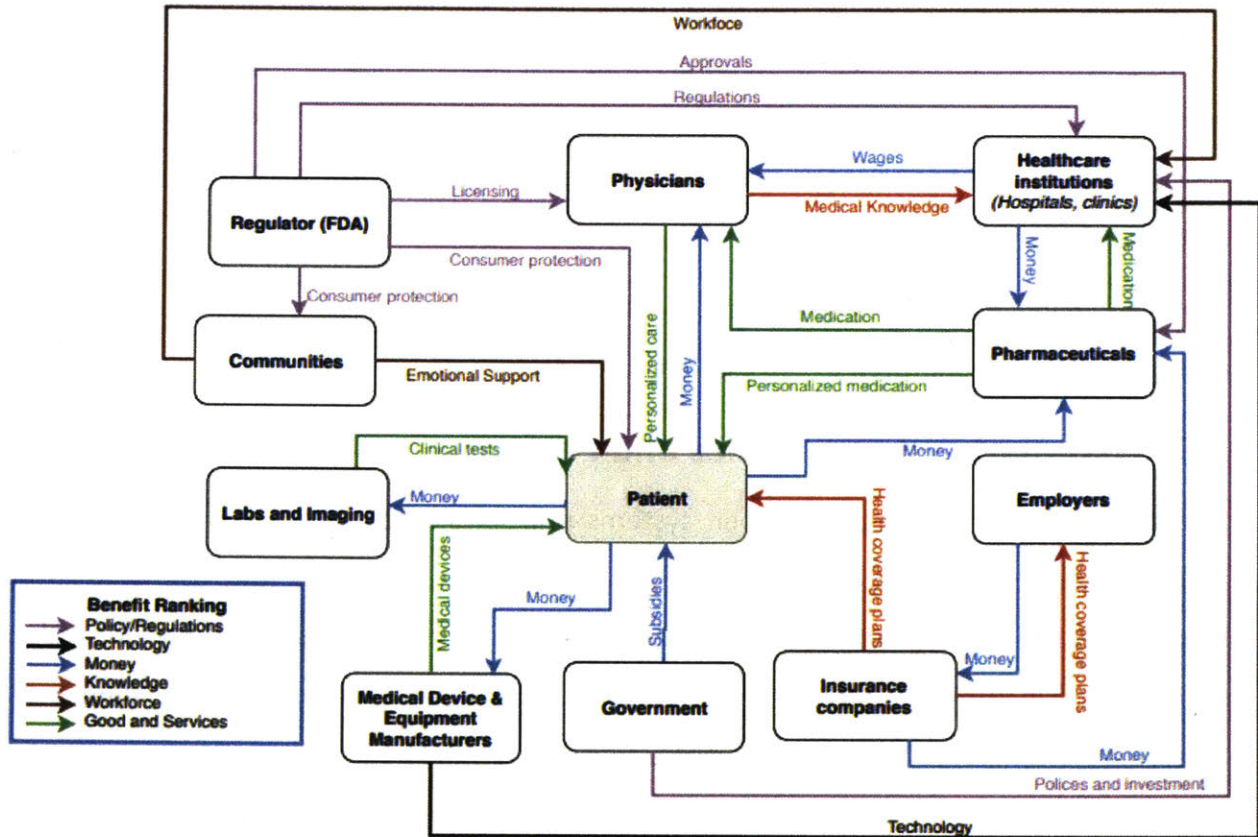 Workfoce
Approvals
Regulations
Physicians
Wages
Medical Knowledge
Healthcare
institutions
(Hospitals, clinics)
Licensing
Regulator (FDA)
Consumer protection
Consumer protection
Money
Medication
Communities
Emotional Support
Personalized care
Money
Medication
Pharmaceuticals
Personalized medication
Clinical tests
Labs and Imaging
Money
Patient
Money
Employers
Health coverage plans
Health coverage plans
Medical devices
Money
Subsidies
Money
Benefit Ranking
Policy/Regulations
Technology
Money
Knowledge
Workforce
Good and Services
Medical Device &
Equipment
Manufacturers
Government
Insurance
companies
Money
Polices and investment
Technology